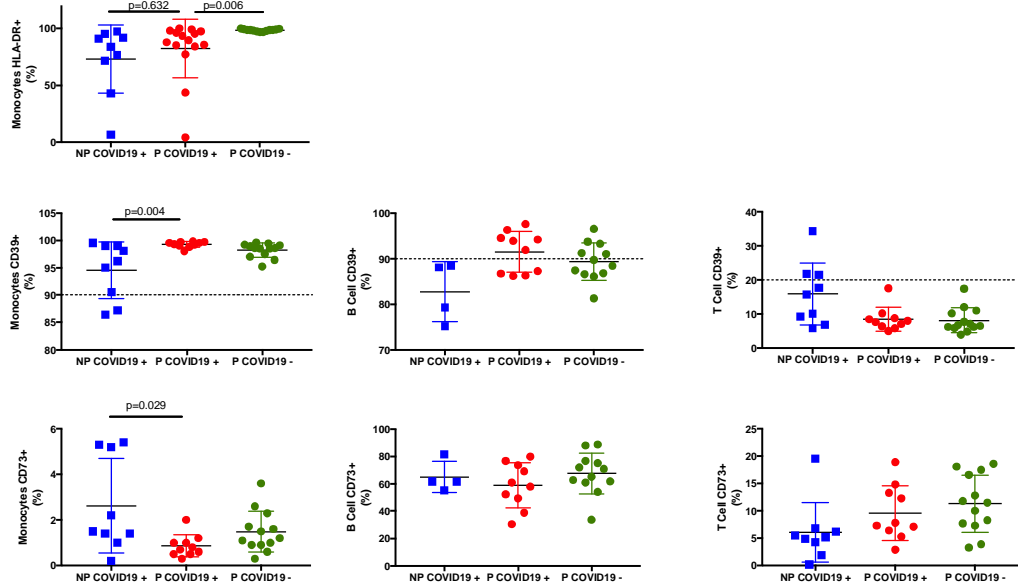 p=0.632 p=0.006
Monocytes HLA-DR+
(%)
100
50
0
NP COVID19 + P COVID19 + P COVID19 -
p=0.004
Monocytes CD39+
(%)
105
100
95
90
85
80
NP COVID19 + P COVID19 + P COVID19 -
B Cell CD39+
(%)
100
90
80
70
NP COVID19 + P COVID19 + P COVID19 -
T Cell CD39+
(%)
40
30
20
10
0
NP COVID19 + P COVID19 + P COVID19 -
p=0.029
Monocytes CD73+
(%)
6
4
2
0
NP COVID19 + P COVID19 + P COVID19 -
B Cell CD73+
(%)
100
80
60
40
20
0
NP COVID19 + P COVID19 + P COVID19 -
T Cell CD73+
(%)
25
20
15
10
5
0
NP COVID19 + P COVID19 + P COVID19 -